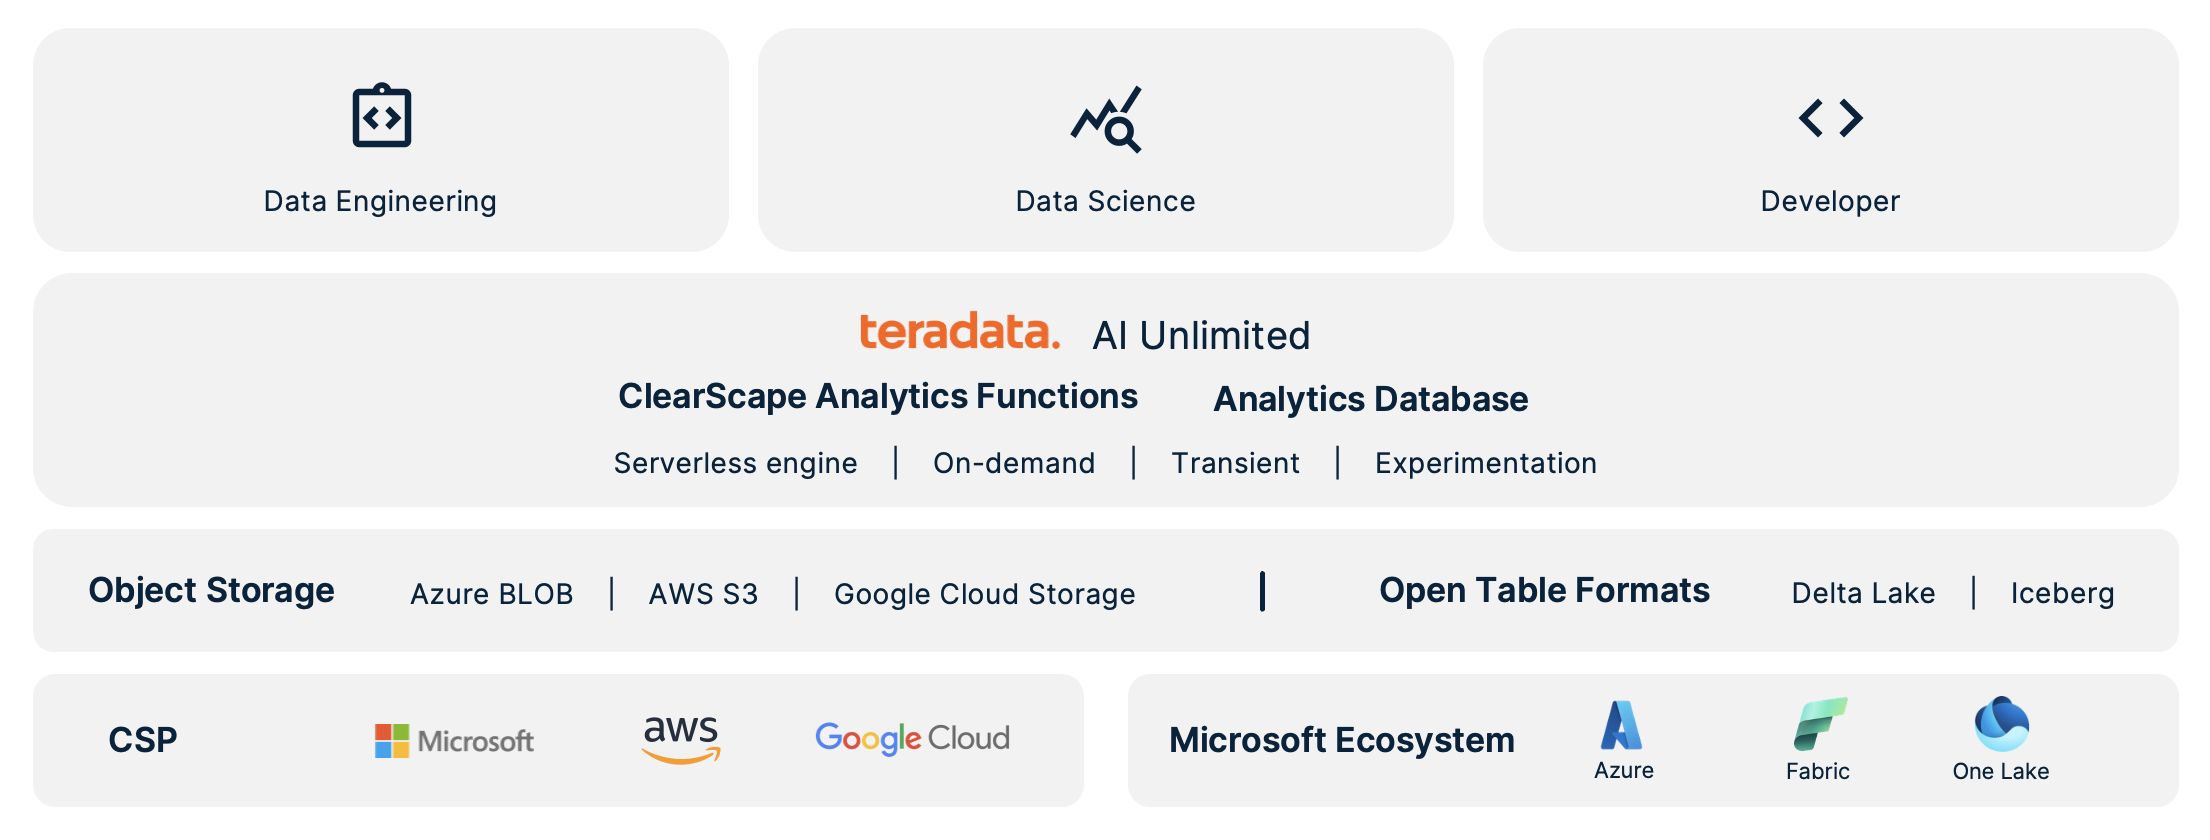 Data Engineering
Data Science
Developer
teradata. AI Unlimited
ClearScape Analytics Functions Analytics Database
Serverless engine | On-demand | Transient | Experimentation
Object Storage Azure BLOB | AWS S3 | Google Cloud Storage | Open Table Formats Delta Lake | Iceberg
CSP Microsoft aws Google Cloud
Microsoft Ecosystem
Azure Fabric One Lake